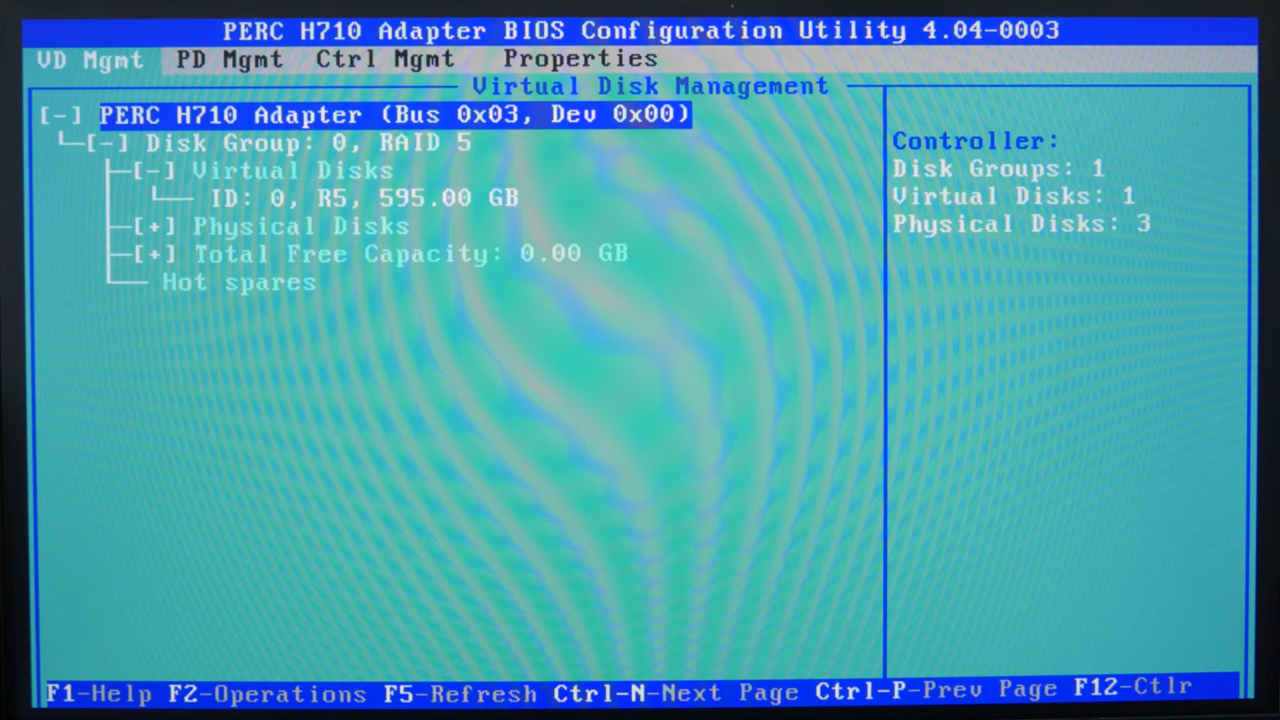 PERC H710 Adapter BIOS Configuration Utility 4.04-0003
VD Mgmt PD Mgmt Ctrl Mgmt Properties
Virtual Disk Management
[-] PERC H710 Adapter (Bus 0x03, Dev 0x00)
[-] Disk Group: 0, RAID 5
[-] Virtual Disks
ID: 0, R5, 595.00 GB
[+] Physical Disks
[+] Total Free Capacity: 0.00 GB
Hot spares
Controller:
Disk Groups: 1
Virtual Disks: 1
Physical Disks: 3
F1-Help F2-Operations F5-Refresh Ctrl-N-Next Page Ctrl-P-Prev Page F12-Ctlr